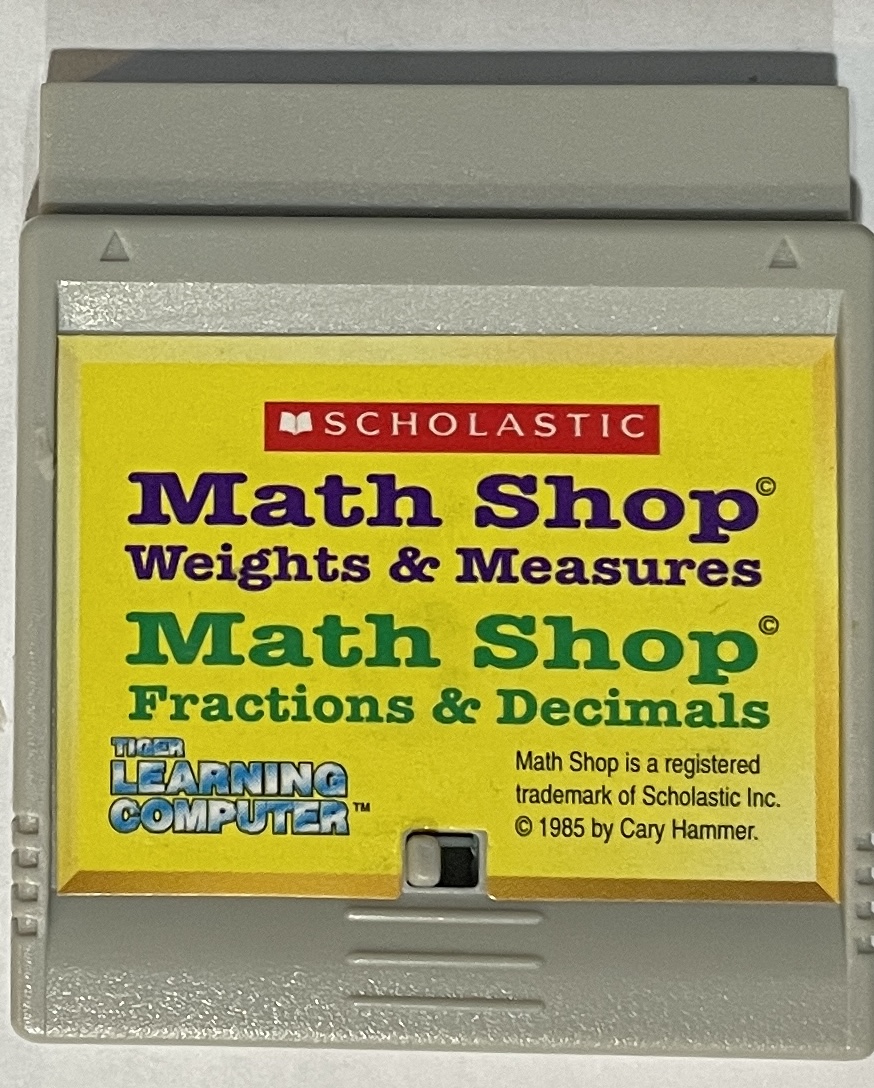 SCHOLASTIC
Math Shop©
Weights & Measures
Math Shop©
Fractions & Decimals
TIGER
LEARNING
COMPUTER™
Math Shop is a registered
trademark of Scholastic Inc.
© 1985 by Cary Hammer.